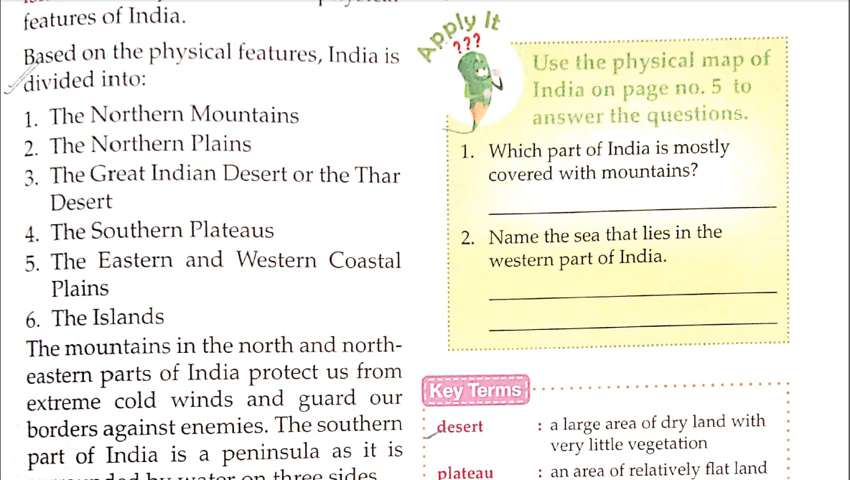 features of India.
Based on the physical features, India is
divided into:
1. The Northern Mountains
2. The Northern Plains
3. The Great Indian Desert or the Thar
Desert
4. The Southern Plateaus
5. The Eastern and Western Coastal
Plains
6. The Islands
The mountains in the north and north-
eastern parts of India protect us from
extreme cold winds and guard our
borders against enemies. The southern
part of India is a peninsula as it is
by water on three sides.
Apply It
???
Use the physical map of
India on page no. 5 to
answer the questions.
1. Which part of India is mostly
covered with mountains?
2. Name the sea that lies in the
western part of India.
Key Terms
desert : a large area of dry land with
very little vegetation
plateau : an area of relatively flat land